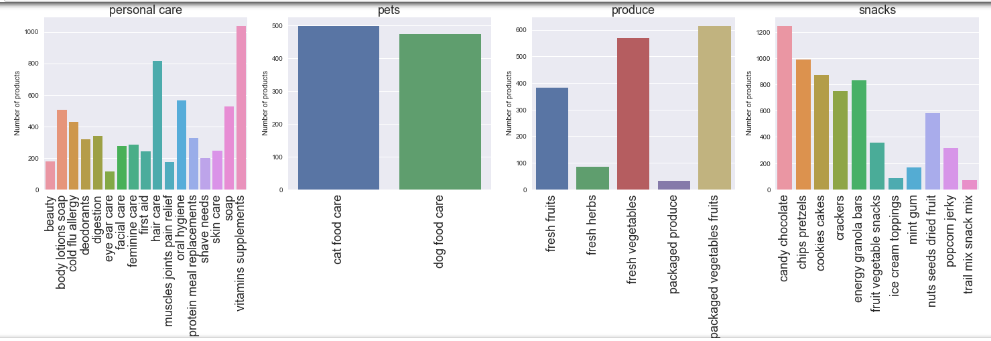 personal care
Number of products
1000
800
600
400
200
0
beauty
body lotions soap
cold flu allergy
deodorants
digestion
eye ear care
facial care
feminine care
first aid
hair care
muscles joints pain relief
oral hygiene
protein meal replacements
shave needs
skin care
soap
vitamins supplements
pets
Number of products
500
400
300
200
100
0
cat food care
dog food care
produce
Number of products
600
500
400
300
200
100
0
fresh fruits
fresh herbs
fresh vegetables
packaged produce
packaged vegetables fruits
snacks
Number of products
1200
1000
800
600
400
200
0
candy chocolate
chips pretzels
cookies cakes
crackers
energy granola bars
fruit vegetable snacks
ice cream toppings
mint gum
nuts seeds dried fruit
popcorn jerky
trail mix snack mix